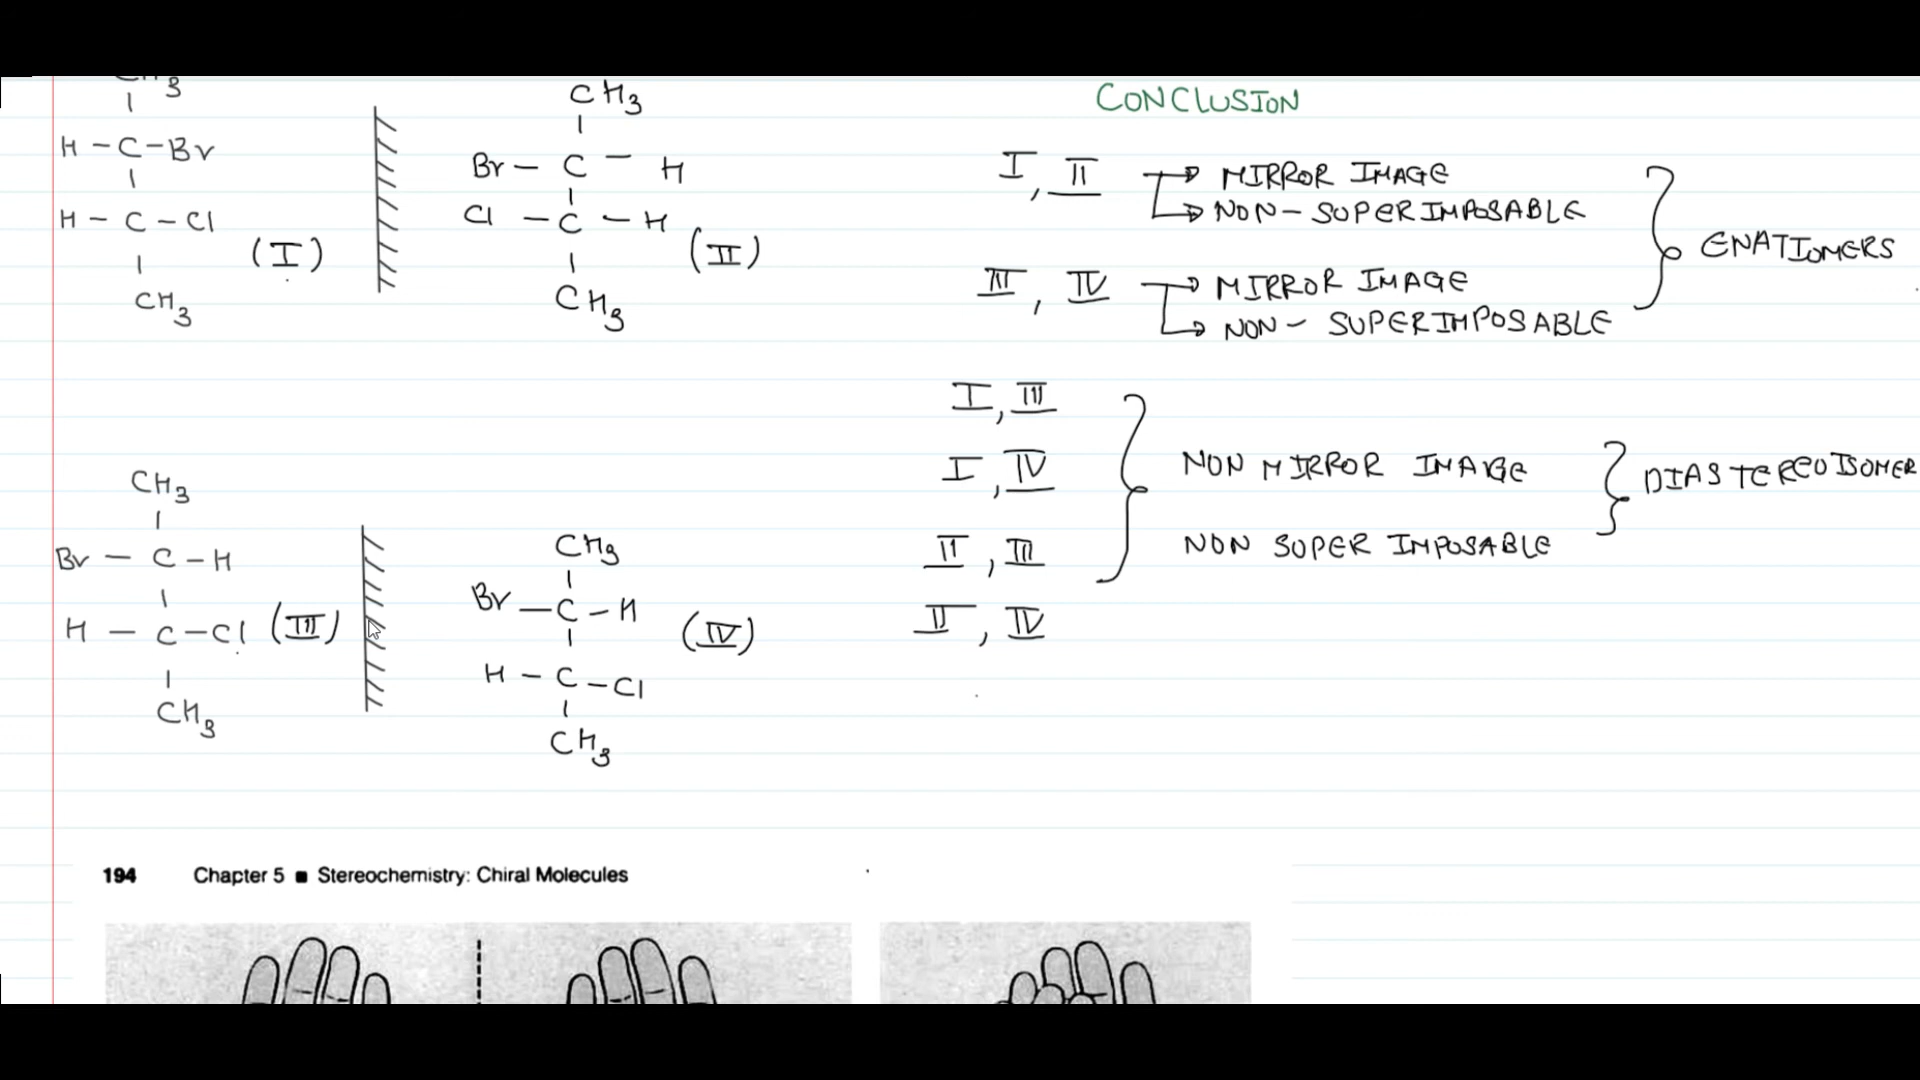 CH3
H-C-Br
H-C-Cl
(I)
CH3
CH3
Br-C-H
Cl-C-H
(II)
CH3
CH3
Br-C-H
H-C-Cl (III)
CH3
CH3
Br-C-H
(IV)
H-C-Cl
CH3
CONCLUSION
I, II → MIRROR IMAGE
→ NON-SUPERIMPOSABLE
ENATIOMERS
III, IV → MIRROR IMAGE
→ NON-SUPERIMPOSABLE
I, III
I, IV
NON MIRROR IMAGE
DIASTEREOISOMER
II, III
NON SUPER IMPOSABLE
II, IV
194 Chapter 5 ■ Stereochemistry: Chiral Molecules